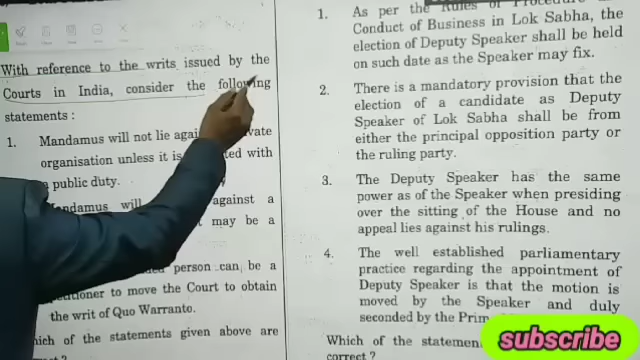 With reference to the writs issued by the
Courts in India, consider the following
statements :
1. Mandamus will not lie
organisation unless it is with
public duty.
will against a
may be a
person can be a
to move the Court to obtain
the writ of Quo Warranto.
of the statements given above are
1. As per the Rules of Procedure
Conduct of Business in Lok Sabha, the
election of Deputy Speaker shall be held
on such date as the Speaker may fix.
2. There is a mandatory provision that the
election of a candidate as Deputy
Speaker of Lok Sabha shall be from
either the principal opposition party or
the ruling party.
3. The Deputy Speaker has the same
power as of the Speaker when presiding
over the sitting of the House and no
appeal lies against his rulings.
4. The well established parliamentary
practice regarding the appointment of
Deputy Speaker is that the motion is
moved by the Speaker and duly
seconded by the
Which of the
correct ?
subscribe